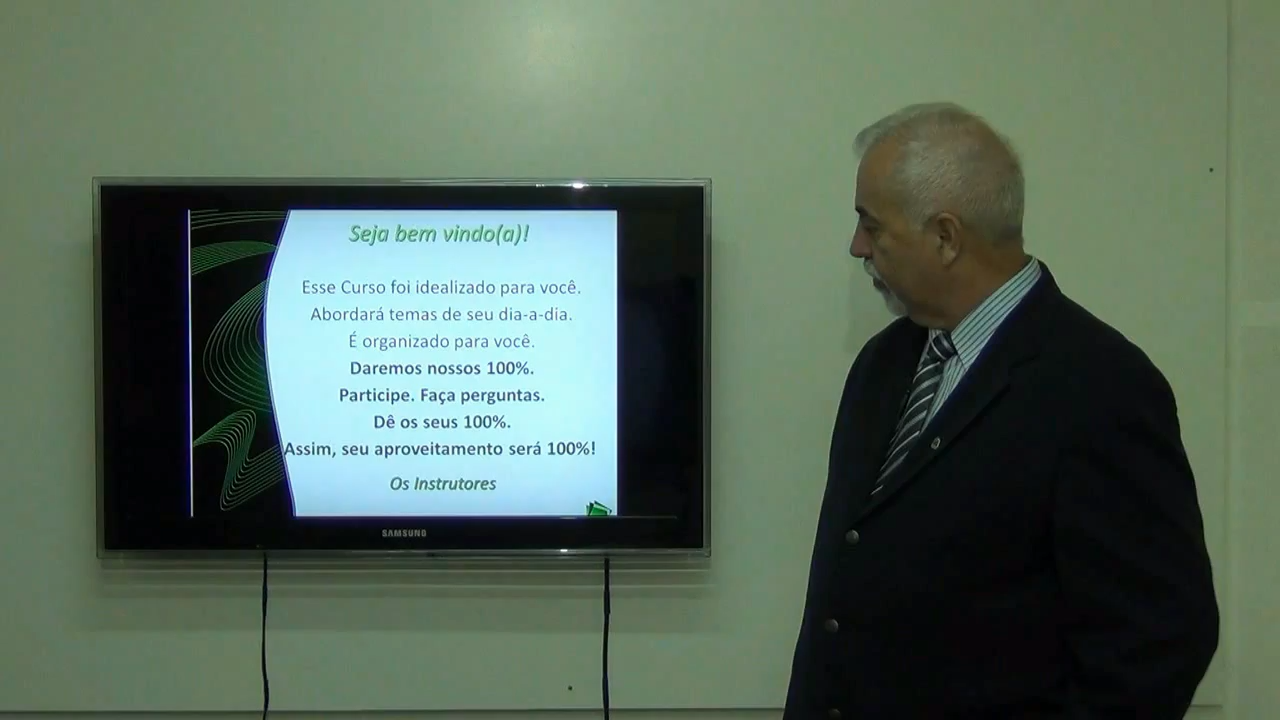 Seja bem vindo(a)!
Esse Curso foi idealizado para você.
Abordará temas de seu dia-a-dia.
É organizado para você.
Daremos nossos 100%.
Participe. Faça perguntas.
Dê os seus 100%.
Assim, seu aproveitamento será 100%!
Os Instrutores
SAMSUNG